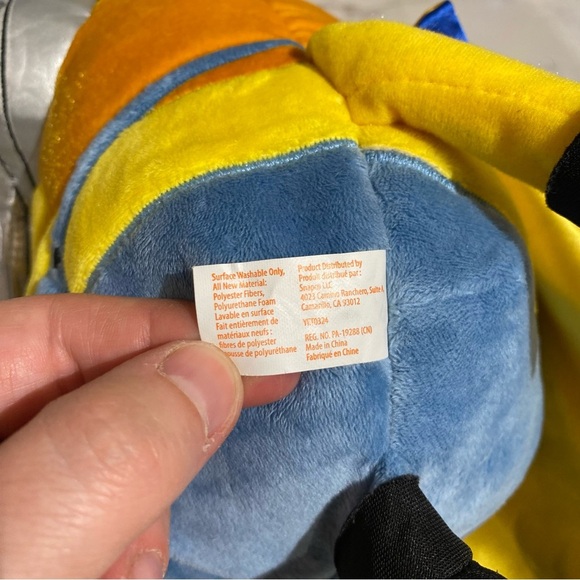 Surface Washable Only,
All New Material:
Polyester Fibers,
Polyurethane Foam
Lavable en surface
Fait entièrement de
matériaux neufs :
fibres de polyester
mousse de polyuréthane
Product Distributed by
Produit distribué par :
Snapco LLC
4023 Camino Ranchero, Suite A
Camarillo, CA 93012
YET0324
REG. NO. PA-19288 (CN)
Made in China
Fabriqué en Chine